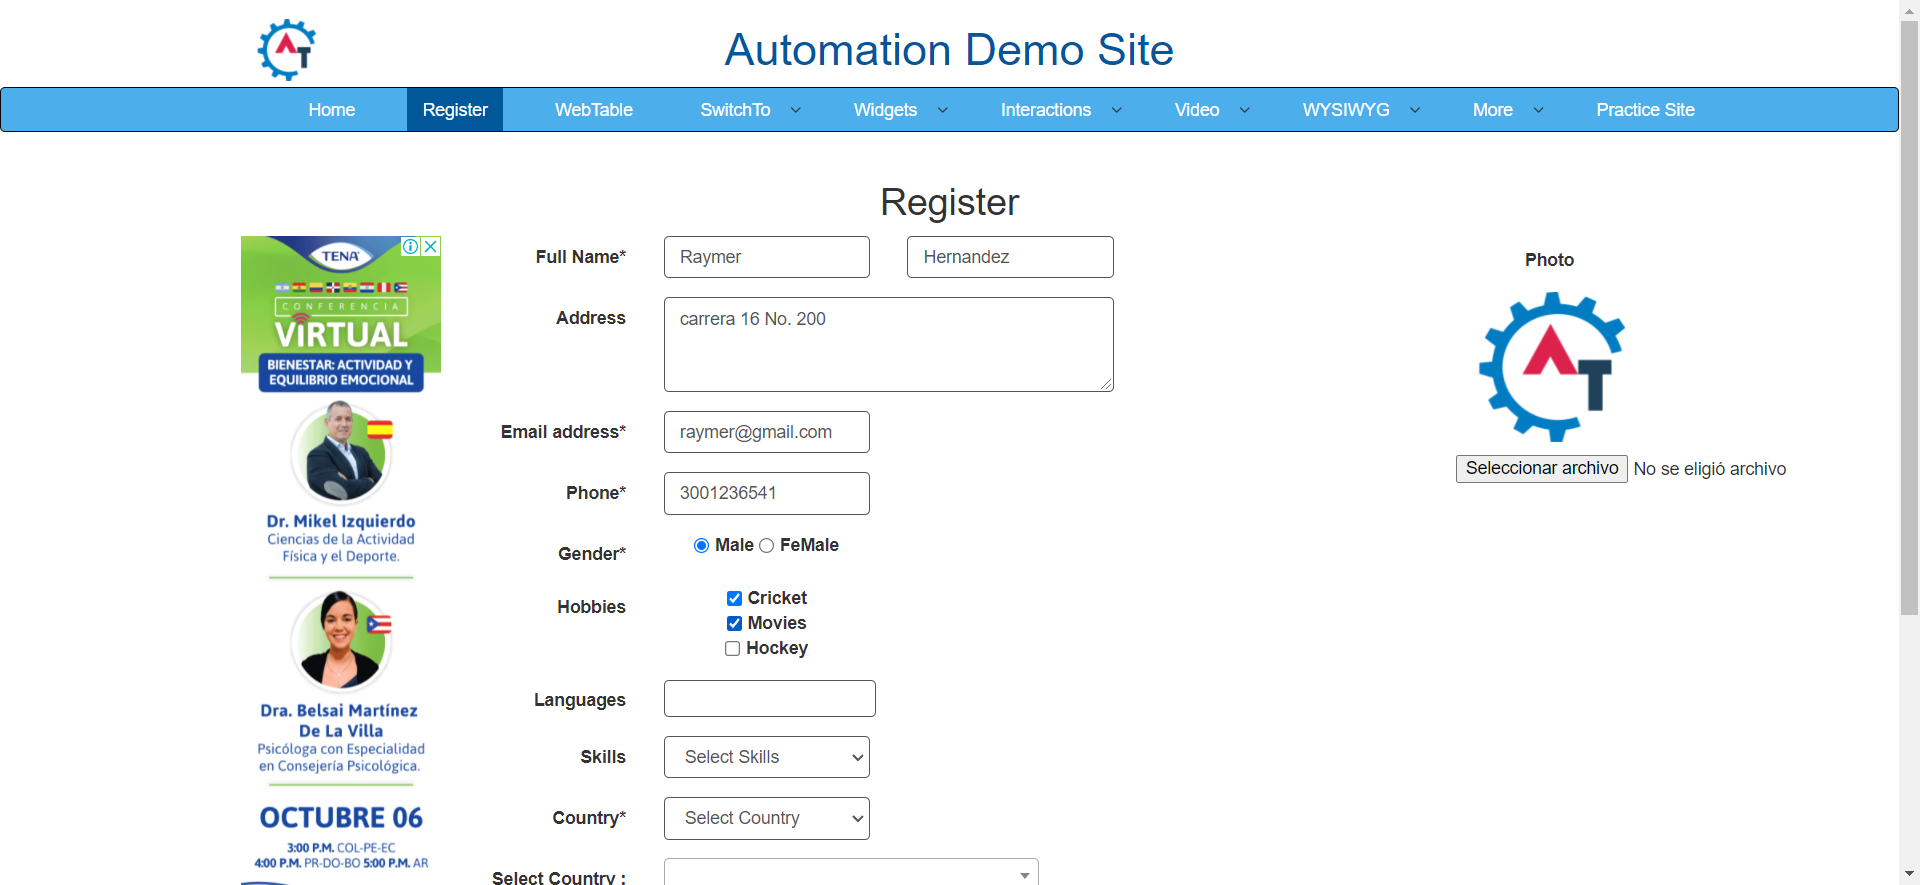 Automation Demo Site
Home Register WebTable SwitchTo Widgets Interactions Video WYSIWYG More Practice Site
Register
TENA
CONFERENCIA
VIRTUAL
BIENESTAR: ACTIVIDAD Y
EQUILIBRIO EMOCIONAL
Dr. Mikel Izquierdo
Ciencias de la Actividad
Física y el Deporte.
Dra. Belsai Martínez
De La Villa
Psicóloga con Especialidad
en Consejería Psicológica.
OCTUBRE 06
3:00 P.M. COL-PE-EC
4:00 P.M. PR-DO-BO 5:00 P.M. AR
Full Name* Raymer Hernandez
Address carrera 16 No. 200
Email address* raymer@gmail.com
Phone* 3001236541
Gender* Male FeMale
Hobbies Cricket
Movies
Hockey
Languages
Skills Select Skills
Country* Select Country
Select Country :
Photo
AT
Seleccionar archivo No se eligió archivo